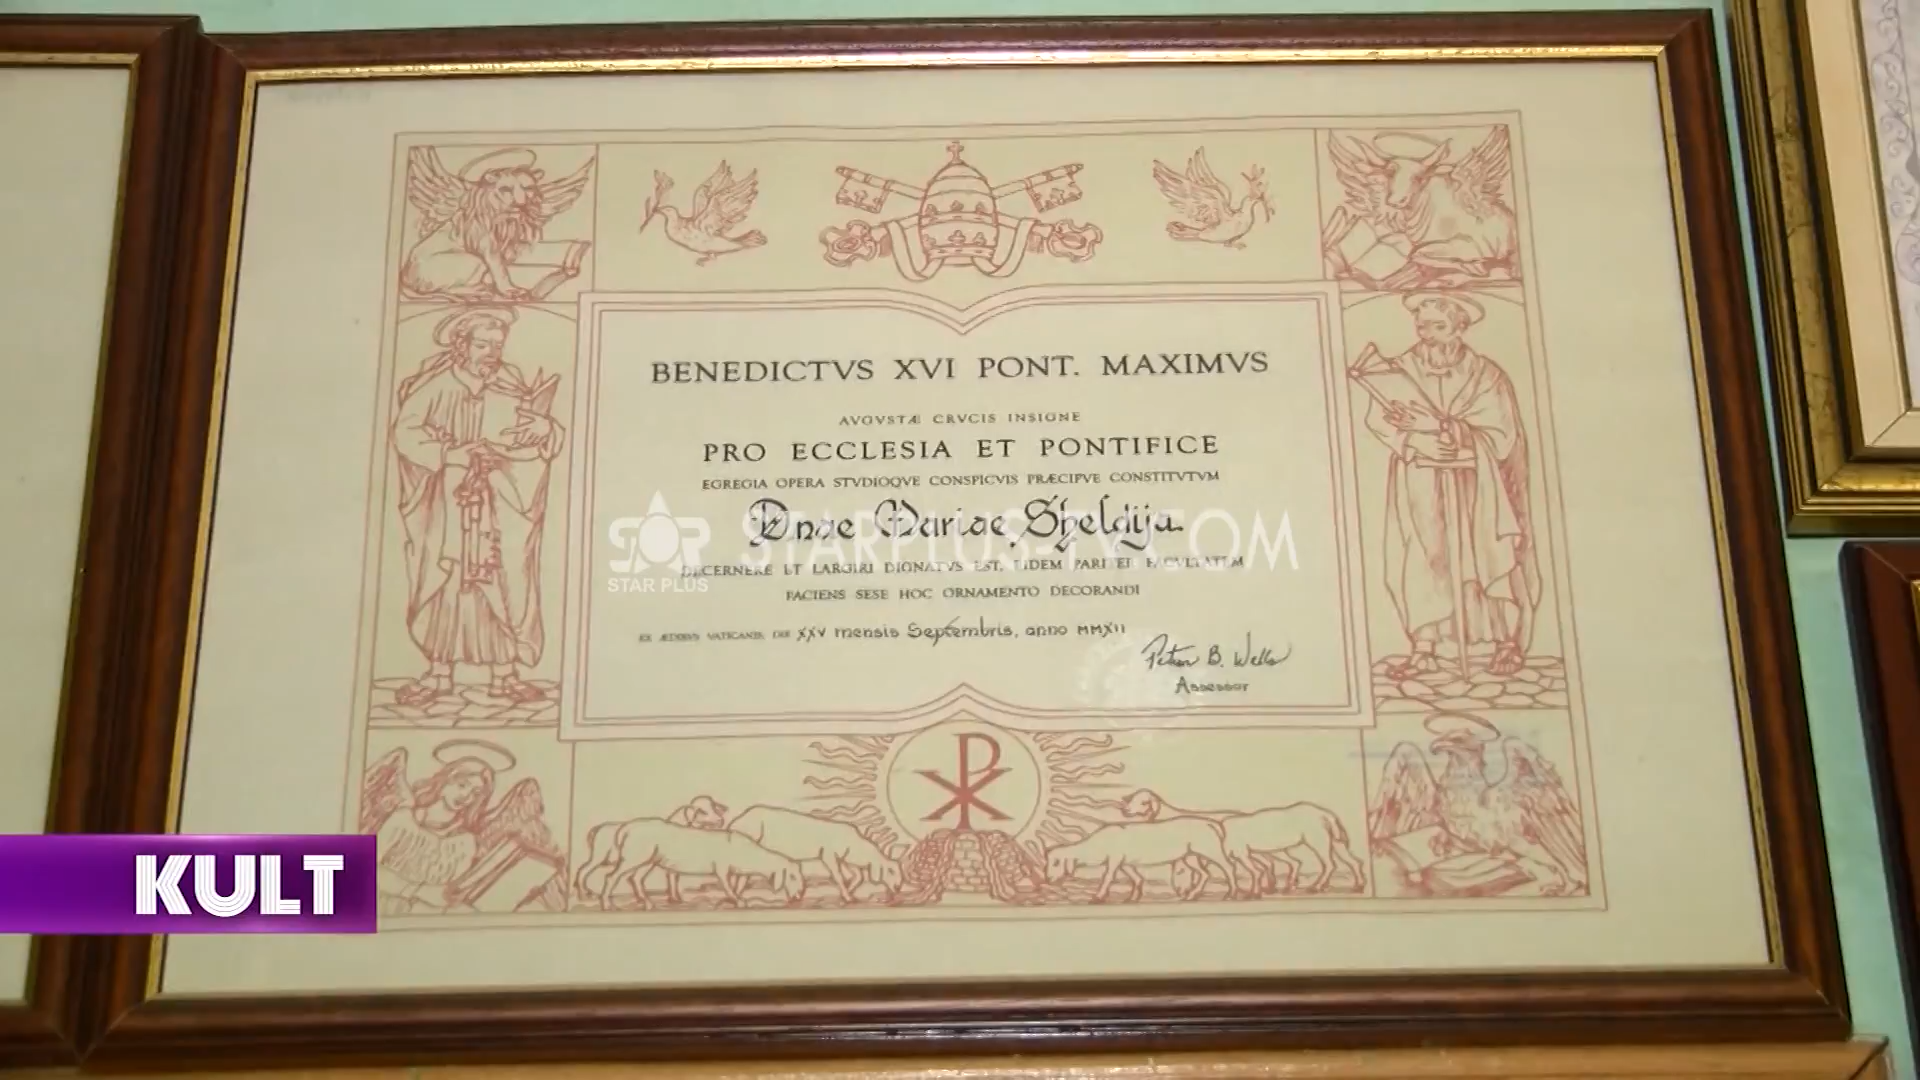 BENEDICTVS XVI PONT. MAXIMVS
AVGVSTÆ CRVCIS INSIGNE
PRO ECCLESIA ET PONTIFICE
EGREGIA OPERA STVDIOQVE CONSPICVIS PRÆCIPVE CONSTITVTVM
Anae Mariae Sheldija
STAR PLUS
STARPLUS-TV.COM
DECERNERE ET LARGIRI DIGNATVS EST, EIDEM PARITER FACVLTATEM
FACIENS SESE HOC ORNAMENTO DECORANDI
EX ÆDIBVS VATICANIS, DIE XXV mensis Septembris, anno MMXII
Peter B. Wells
Assessor
KULT